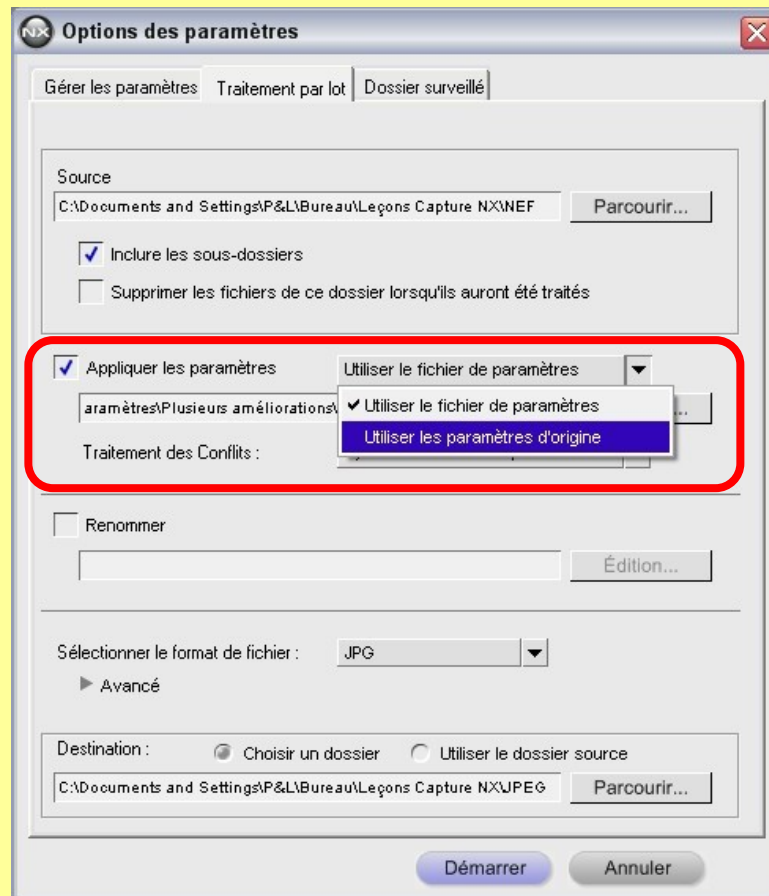 NX Options des paramètres
Gérer les paramètres Traitement par lot Dossier surveillé
Source
C:\Documents and Settings\P&L\Bureau\Leçons Capture NX\NEF Parcourir...
Inclure les sous-dossiers
Supprimer les fichiers de ce dossier lorsqu'ils auront été traités
Appliquer les paramètres Utiliser le fichier de paramètres
aramètres\Plusieurs améliorations\ Utiliser le fichier de paramètres ...
Utiliser les paramètres d'origine
Traitement des Conflits :
Renommer
Édition...
Sélectionner le format de fichier : JPG
Avancé
Destination : Choisir un dossier Utiliser le dossier source
C:\Documents and Settings\P&L\Bureau\Leçons Capture NX\JPEG Parcourir...
Démarrer Annuler